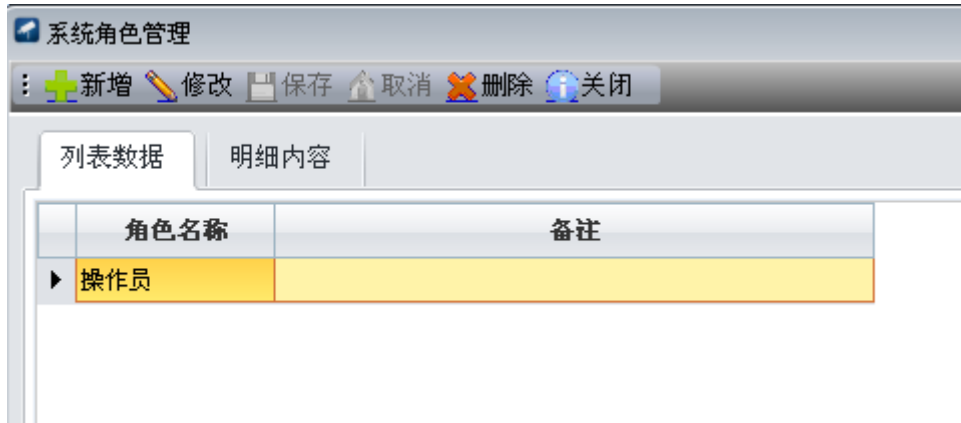 系统角色管理
新增 修改 保存 取消 删除 关闭
列表数据 明细内容
角色名称 备注
操作员